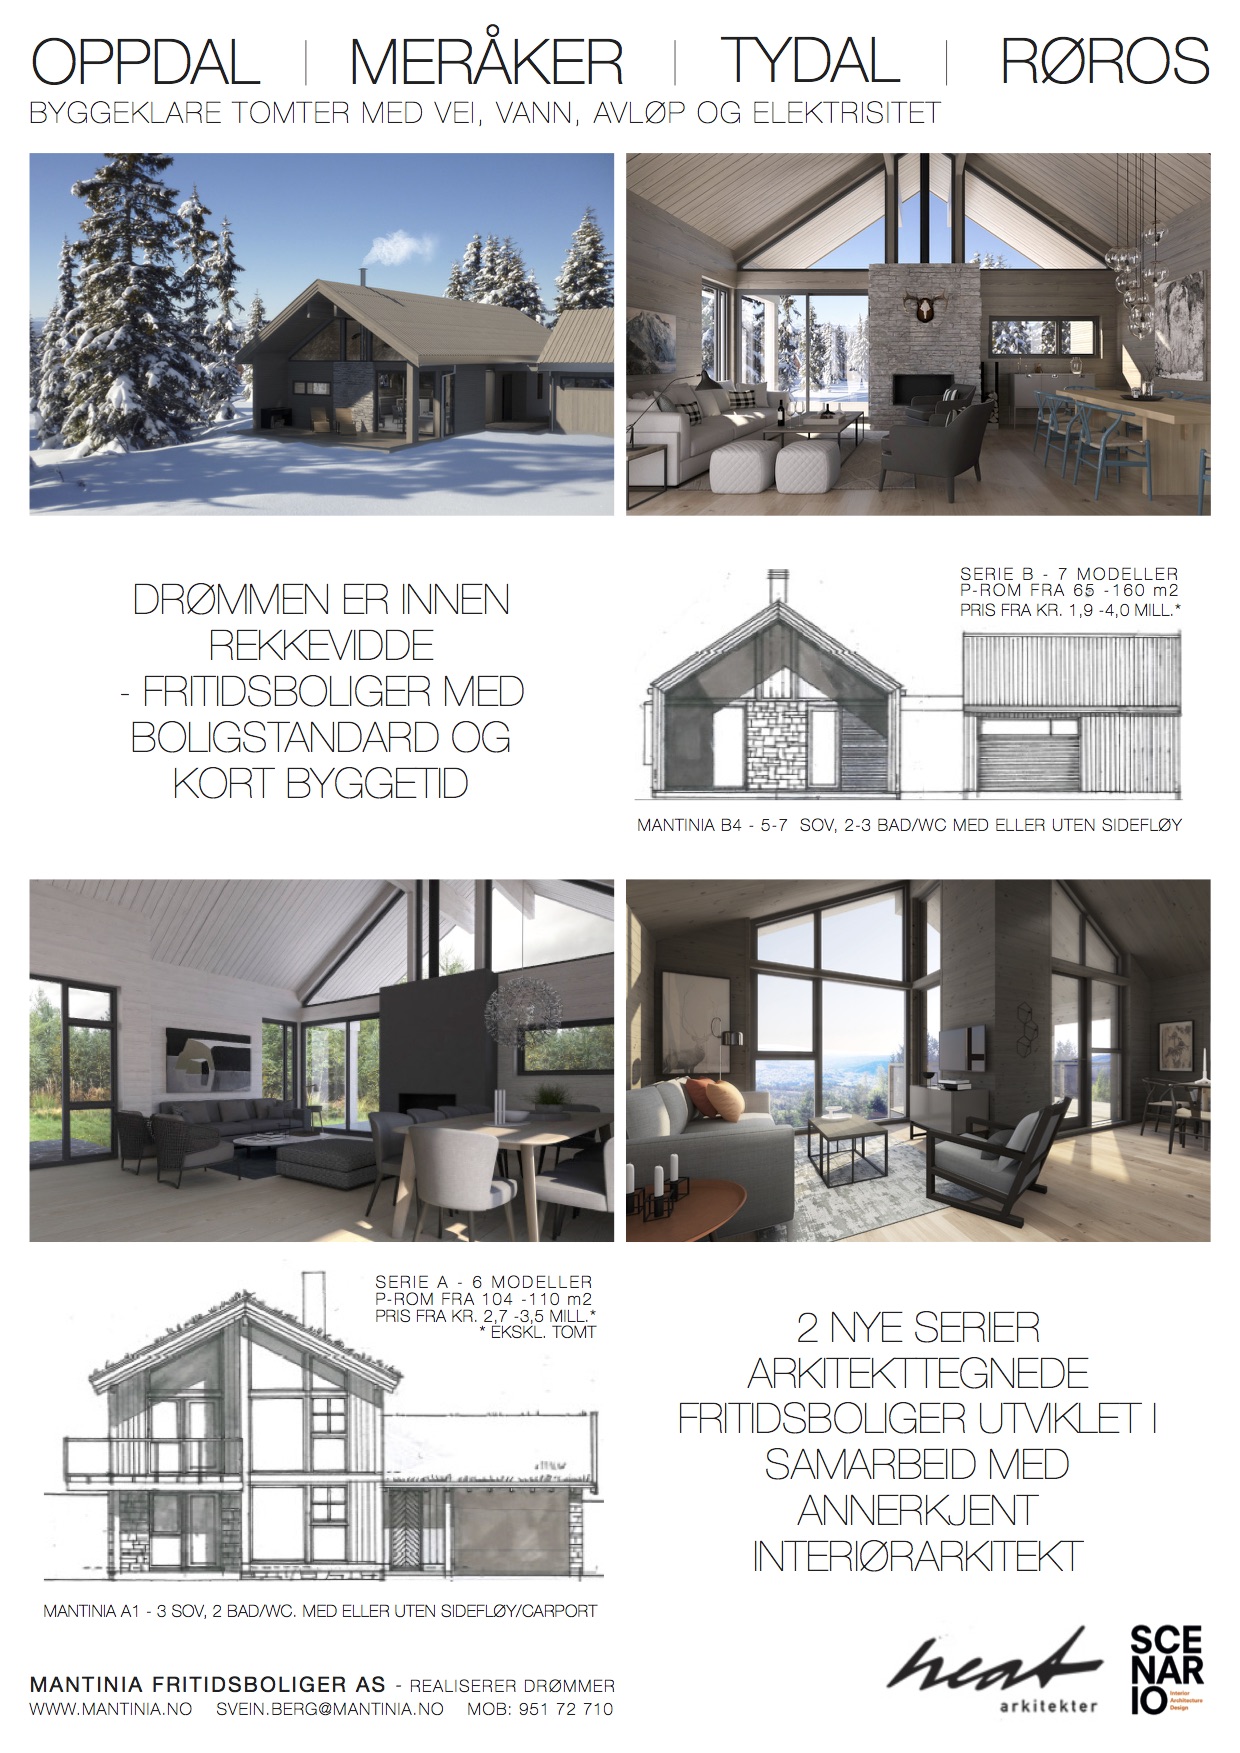 OPPDAL | MERÅKER | TYDAL | RØROS
BYGGEKLARE TOMTER MED VEI, VANN, AVLØP OG ELEKTRISITET
DRØMMEN ER INNEN
REKKEVIDDE
- FRITIDSBOLIGER MED
BOLIGSTANDARD OG
KORT BYGGETID
SERIE B - 7 MODELLER
P-ROM FRA 65 -160 m2
PRIS FRA KR. 1,9 -4,0 MILL.*
MANTINIA B4 - 5-7 SOV, 2-3 BAD/WC MED ELLER UTEN SIDEFLØY
SERIE A - 6 MODELLER
P-ROM FRA 104 -110 m2
PRIS FRA KR. 2,7 -3,5 MILL.*
* EKSKL. TOMT
MANTINIA A1 - 3 SOV, 2 BAD/WC. MED ELLER UTEN SIDEFLØY/CARPORT
2 NYE SERIER
ARKITEKTTEGNEDE
FRITIDSBOLIGER UTVIKLET I
SAMARBEID MED
ANNERKJENT
INTERIØRARKITEKT
MANTINIA FRITIDSBOLIGER AS - REALISERER DRØMMER
WWW.MANTINIA.NO SVEIN.BERG@MANTINIA.NO MOB: 951 72 710
heat
arkitekter
SCE
NAR
IO
Interior
Architecture
Design